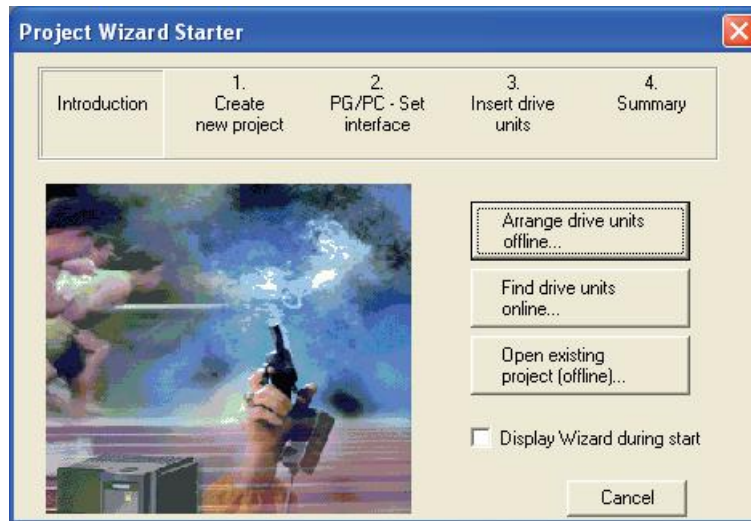 Project Wizard Starter
Introduction
1.
Create
new project
2.
PG/PC - Set
interface
3.
Insert drive
units
4.
Summary
Arrange drive units
offline...
Find drive units
online...
Open existing
project (offline)...
Display Wizard during start
Cancel